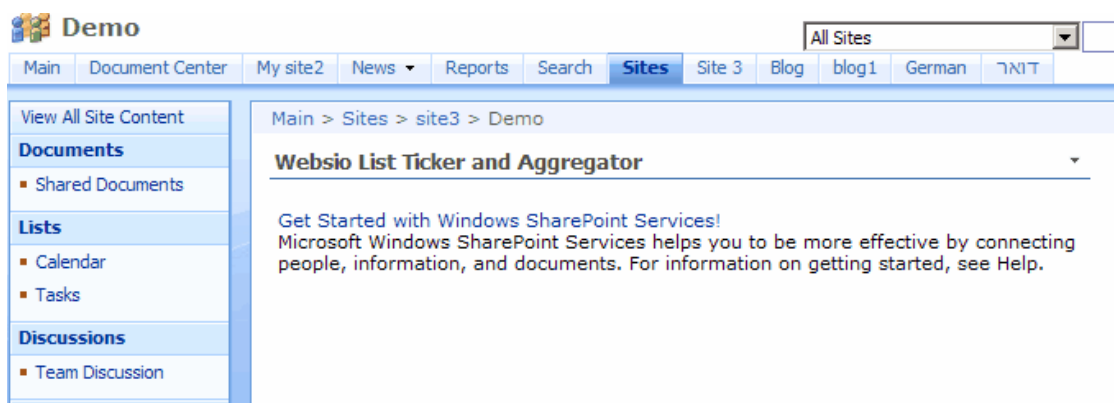 Demo
All Sites
Main Document Center My site2 News Reports Search Sites Site 3 Blog blog1 German דואר
View All Site Content
Documents
Shared Documents
Lists
Calendar
Tasks
Discussions
Team Discussion
Main > Sites > site3 > Demo
Websio List Ticker and Aggregator
Get Started with Windows SharePoint Services!
Microsoft Windows SharePoint Services helps you to be more effective by connecting
people, information, and documents. For information on getting started, see Help.